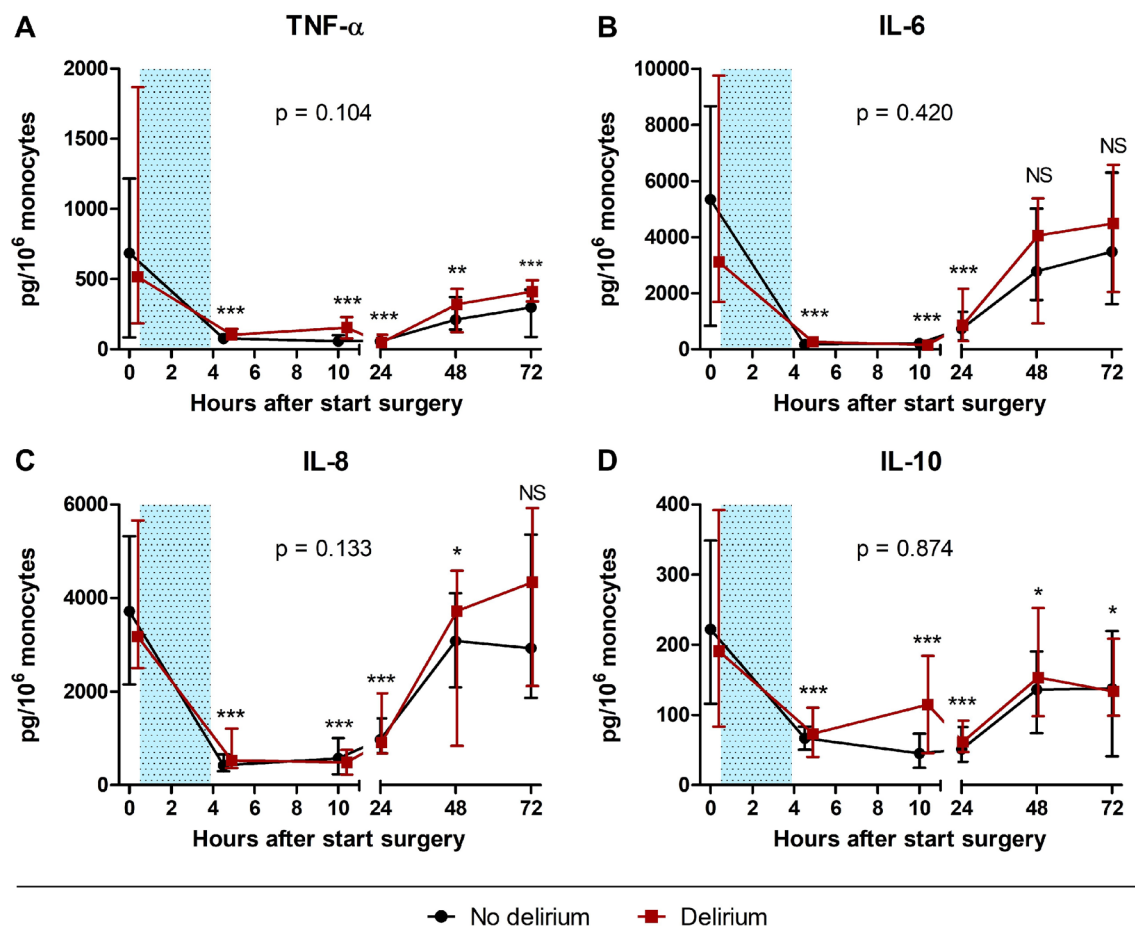 A TNF-α
2000
1500
1000
500
0
pg/10⁶ monocytes
p = 0.104
*** *** *** ** ***
0 2 4 6 8 10 24 48 72
Hours after start surgery
B IL-6
10000
8000
6000
4000
2000
0
pg/10⁶ monocytes
p = 0.420
*** *** *** NS NS
0 2 4 6 8 10 24 48 72
Hours after start surgery
C IL-8
6000
4000
2000
0
pg/10⁶ monocytes
p = 0.133
*** *** *** * NS
0 2 4 6 8 10 24 48 72
Hours after start surgery
D IL-10
400
300
200
100
0
pg/10⁶ monocytes
p = 0.874
*** *** *** * *
0 2 4 6 8 10 24 48 72
Hours after start surgery
No delirium Delirium